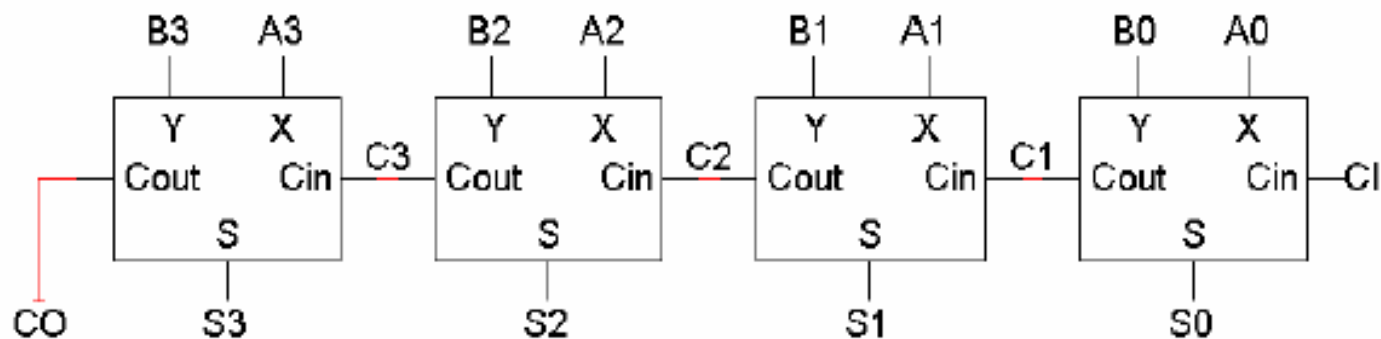 B3 A3 B2 A2 B1 A1 B0 A0
Y X Y X Y X Y X
Cout Cin C3 Cout Cin C2 Cout Cin C1 Cout Cin CI
S S S S
CO S3 S2 S1 S0